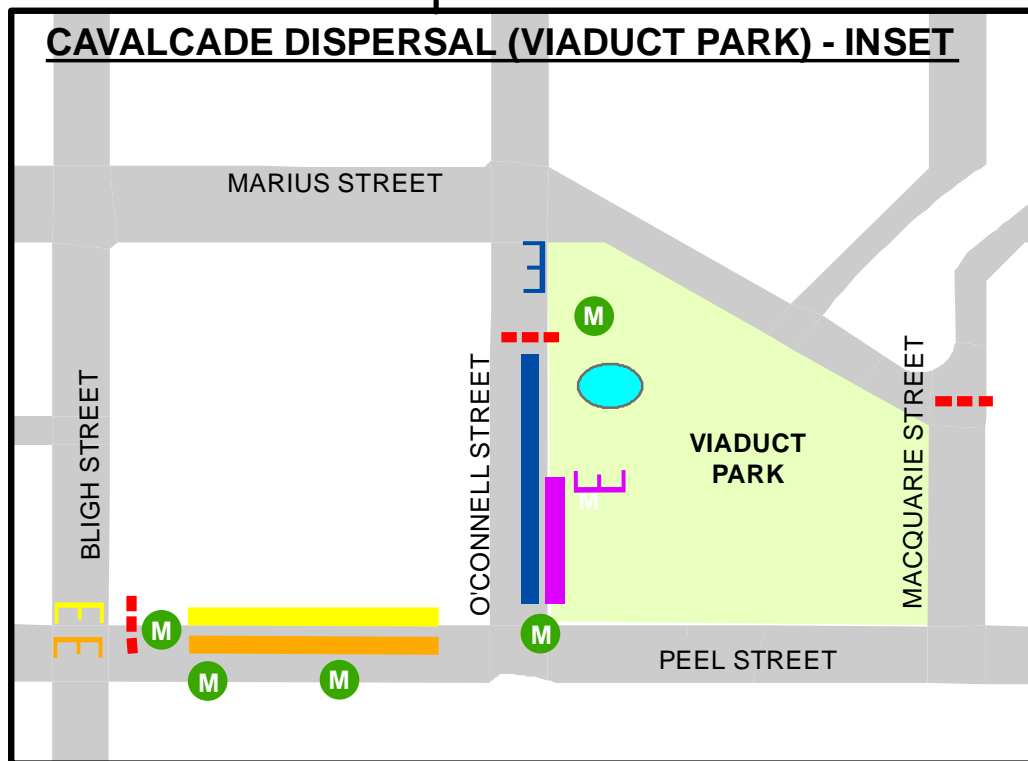 CAVALCADE DISPERSAL (VIADUCT PARK) - INSET
MARIUS STREET
E
M
O'CONNELL STREET
MACQUARIE STREET
VIADUCT
PARK
BLIGH STREET
E
M
E
E
M
M
PEEL STREET
M
M